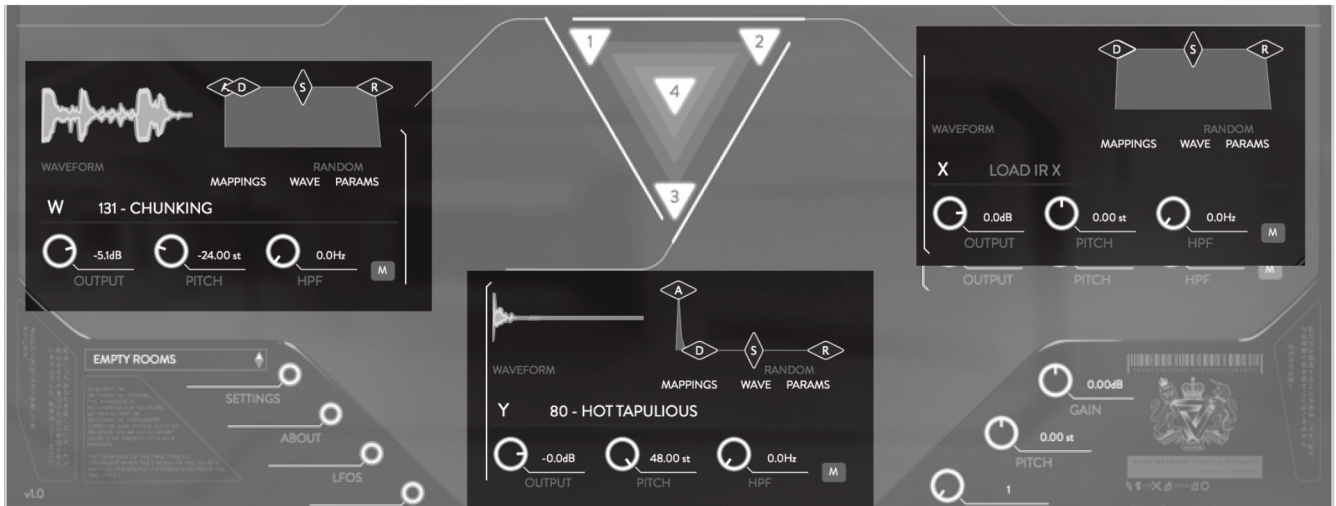 1
2
4
3
A D S R
WAVEFORM
RANDOM
MAPPINGS WAVE PARAMS
W 131 - CHUNKING
-5.1dB -24.00 st 0.0Hz
OUTPUT PITCH HPF M
D S R
WAVEFORM
RANDOM
MAPPINGS WAVE PARAMS
X LOAD IR X
0.0dB 0.00 st 0.0Hz
OUTPUT PITCH HPF M
OUTPUT PITCH HPF M
A
D S R
WAVEFORM
RANDOM
MAPPINGS WAVE PARAMS
Y 80 - HOT TAPULIOUS
-0.0dB 48.00 st 0.0Hz
OUTPUT PITCH HPF M
EMPTY ROOMS
SETTINGS
ABOUT
LFOS
v1.0
0.00dB
GAIN
0.00 st
PITCH
1